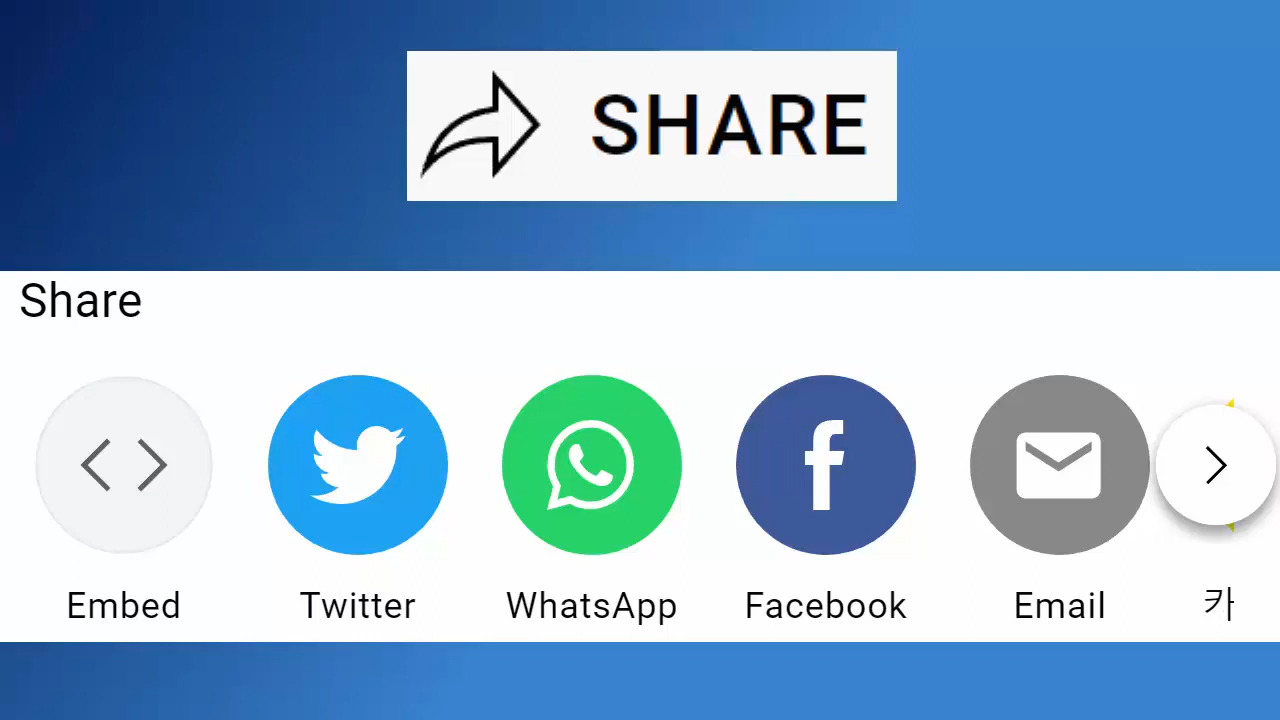 SHARE
Share
Embed
Twitter
WhatsApp
Facebook
Email
카